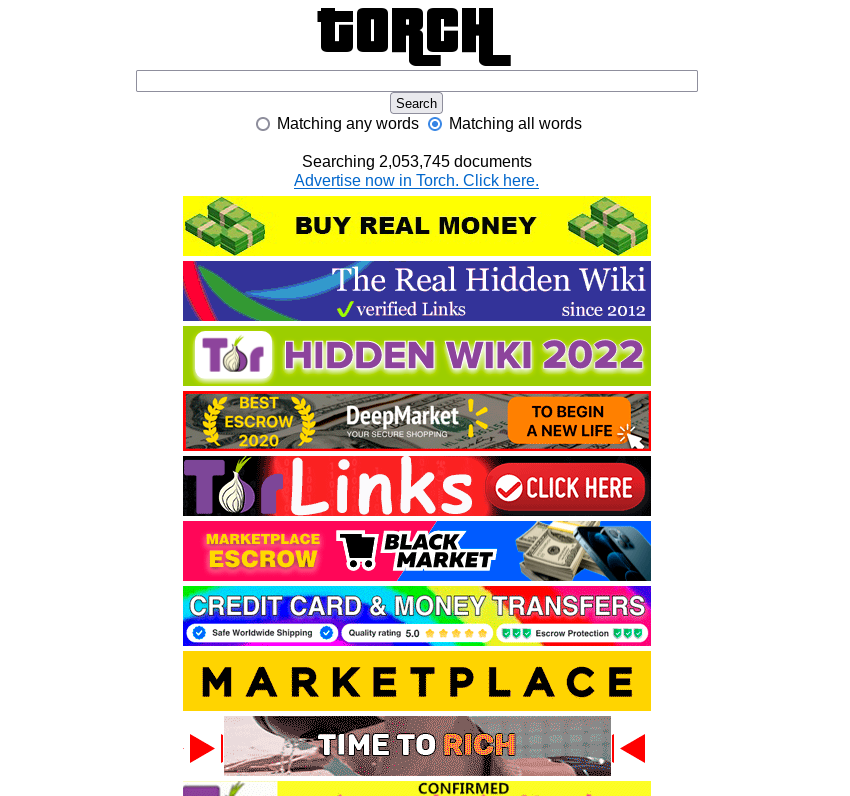 TORCH
Search
Matching any words Matching all words
Searching 2,053,745 documents
Advertise now in Torch. Click here.
BUY REAL MONEY
The Real Hidden Wiki
verified Links since 2012
Tor HIDDEN WIKI 2022
BEST
ESCROW
2020
DeepMarket
YOUR SECURE SHOPPING
TO BEGIN
A NEW LIFE
TorLinks CLICK HERE
MARKETPLACE
ESCROW
BLACK
MARKET
CREDIT CARD & MONEY TRANSFERS
Safe Worldwide Shipping Quality rating 5.0 Escrow Protection
MARKETPLACE
TIME TO RICH
CONFIRMED